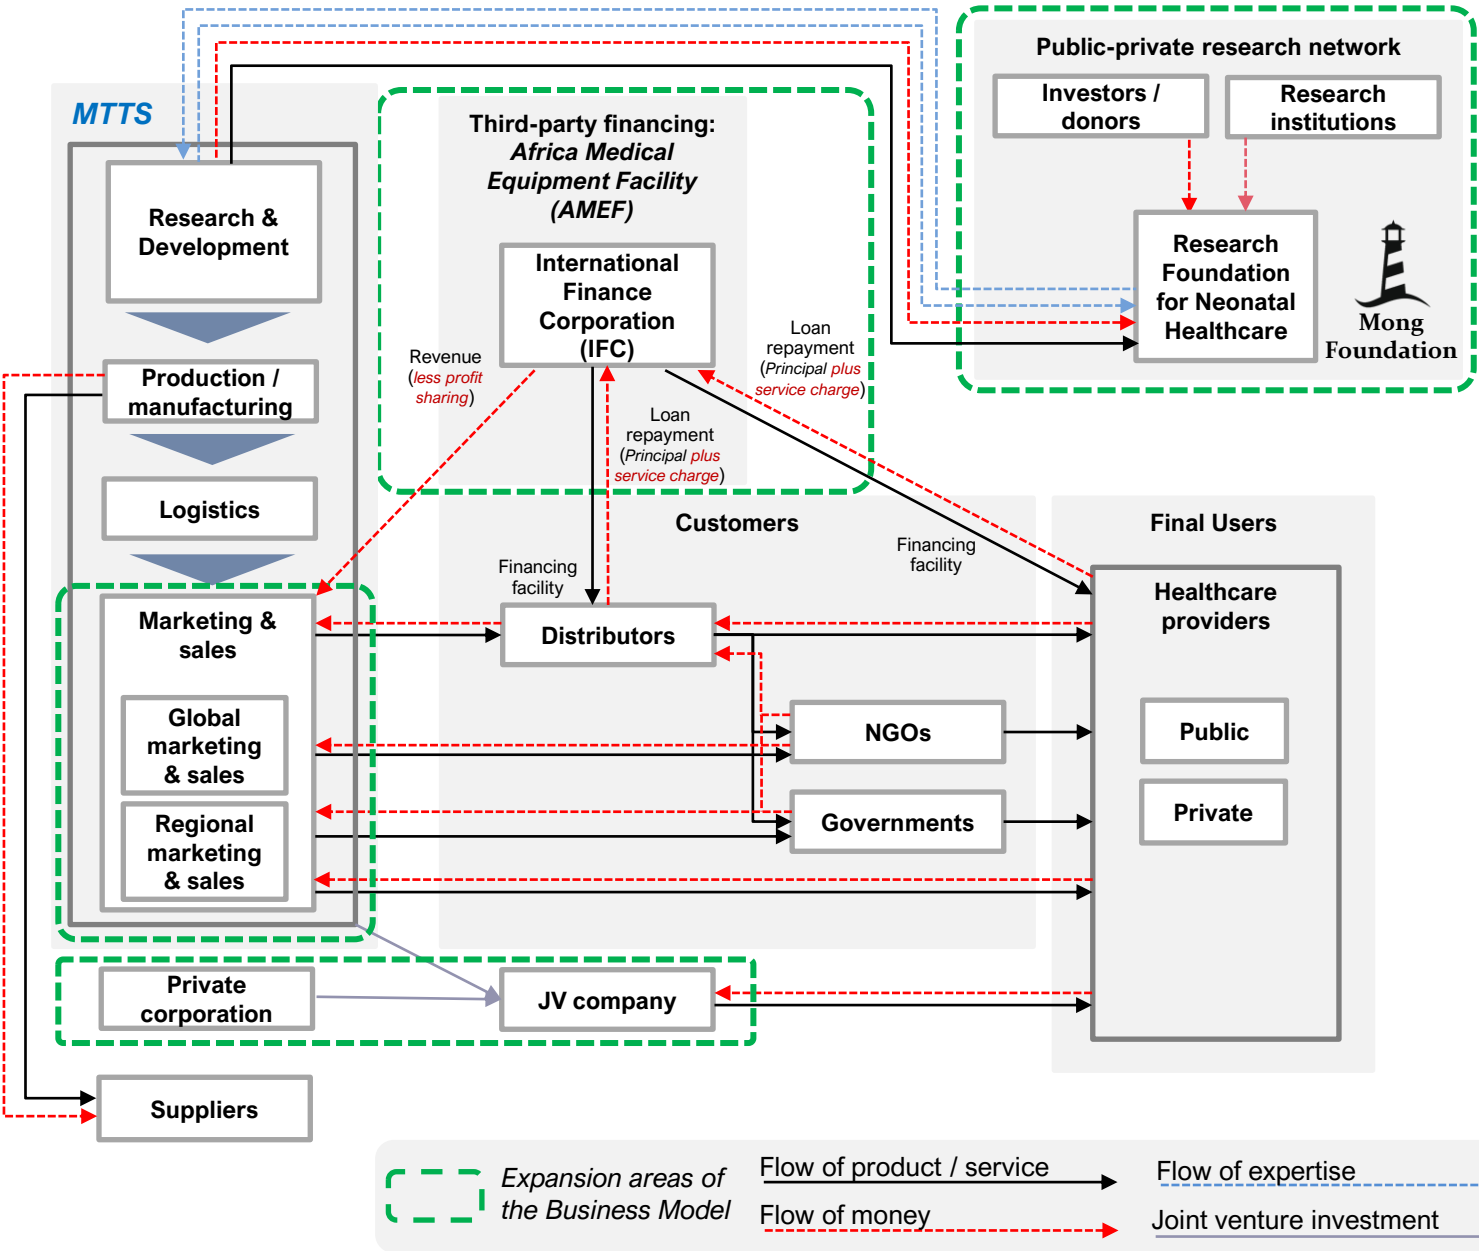 Public-private research network
Investors /
donors
Research
institutions
MTTS
Third-party financing:
Africa Medical
Equipment Facility
(AMEF)
Research &
Development
International
Finance
Corporation
(IFC)
Research
Foundation
for Neonatal
Healthcare
Mong
Foundation
Revenue
(less profit
sharing)
Loan
repayment
(Principal plus
service charge)
Loan
repayment
(Principal plus
service charge)
Production /
manufacturing
Logistics
Customers
Final Users
Financing
facility
Financing
facility
Marketing &
sales
Distributors
Healthcare
providers
Global
marketing
& sales
NGOs
Public
Regional
marketing
& sales
Governments
Private
Private
corporation
JV company
Suppliers
Expansion areas of
the Business Model
Flow of product / service
Flow of money
Flow of expertise
Joint venture investment